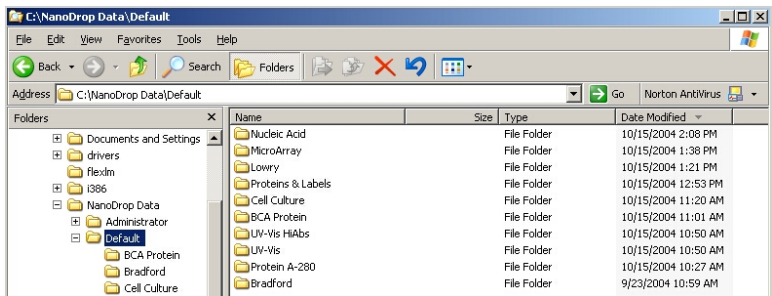 C:\NanoDrop Data\Default
File Edit View Favorites Tools Help
Back Search Folders
Address C:\NanoDrop Data\Default Go Norton AntiVirus
Folders
Documents and Settings
drivers
flexlm
i386
NanoDrop Data
Administrator
Default
BCA Protein
Bradford
Cell Culture
Name Size Type Date Modified
Nucleic Acid File Folder 10/15/2004 2:08 PM
MicroArray File Folder 10/15/2004 1:38 PM
Lowry File Folder 10/15/2004 1:21 PM
Proteins & Labels File Folder 10/15/2004 12:53 PM
Cell Culture File Folder 10/15/2004 11:20 AM
BCA Protein File Folder 10/15/2004 11:01 AM
UV-Vis HiAbs File Folder 10/15/2004 10:50 AM
UV-Vis File Folder 10/15/2004 10:50 AM
Protein A-280 File Folder 10/15/2004 10:27 AM
Bradford File Folder 9/23/2004 10:59 AM